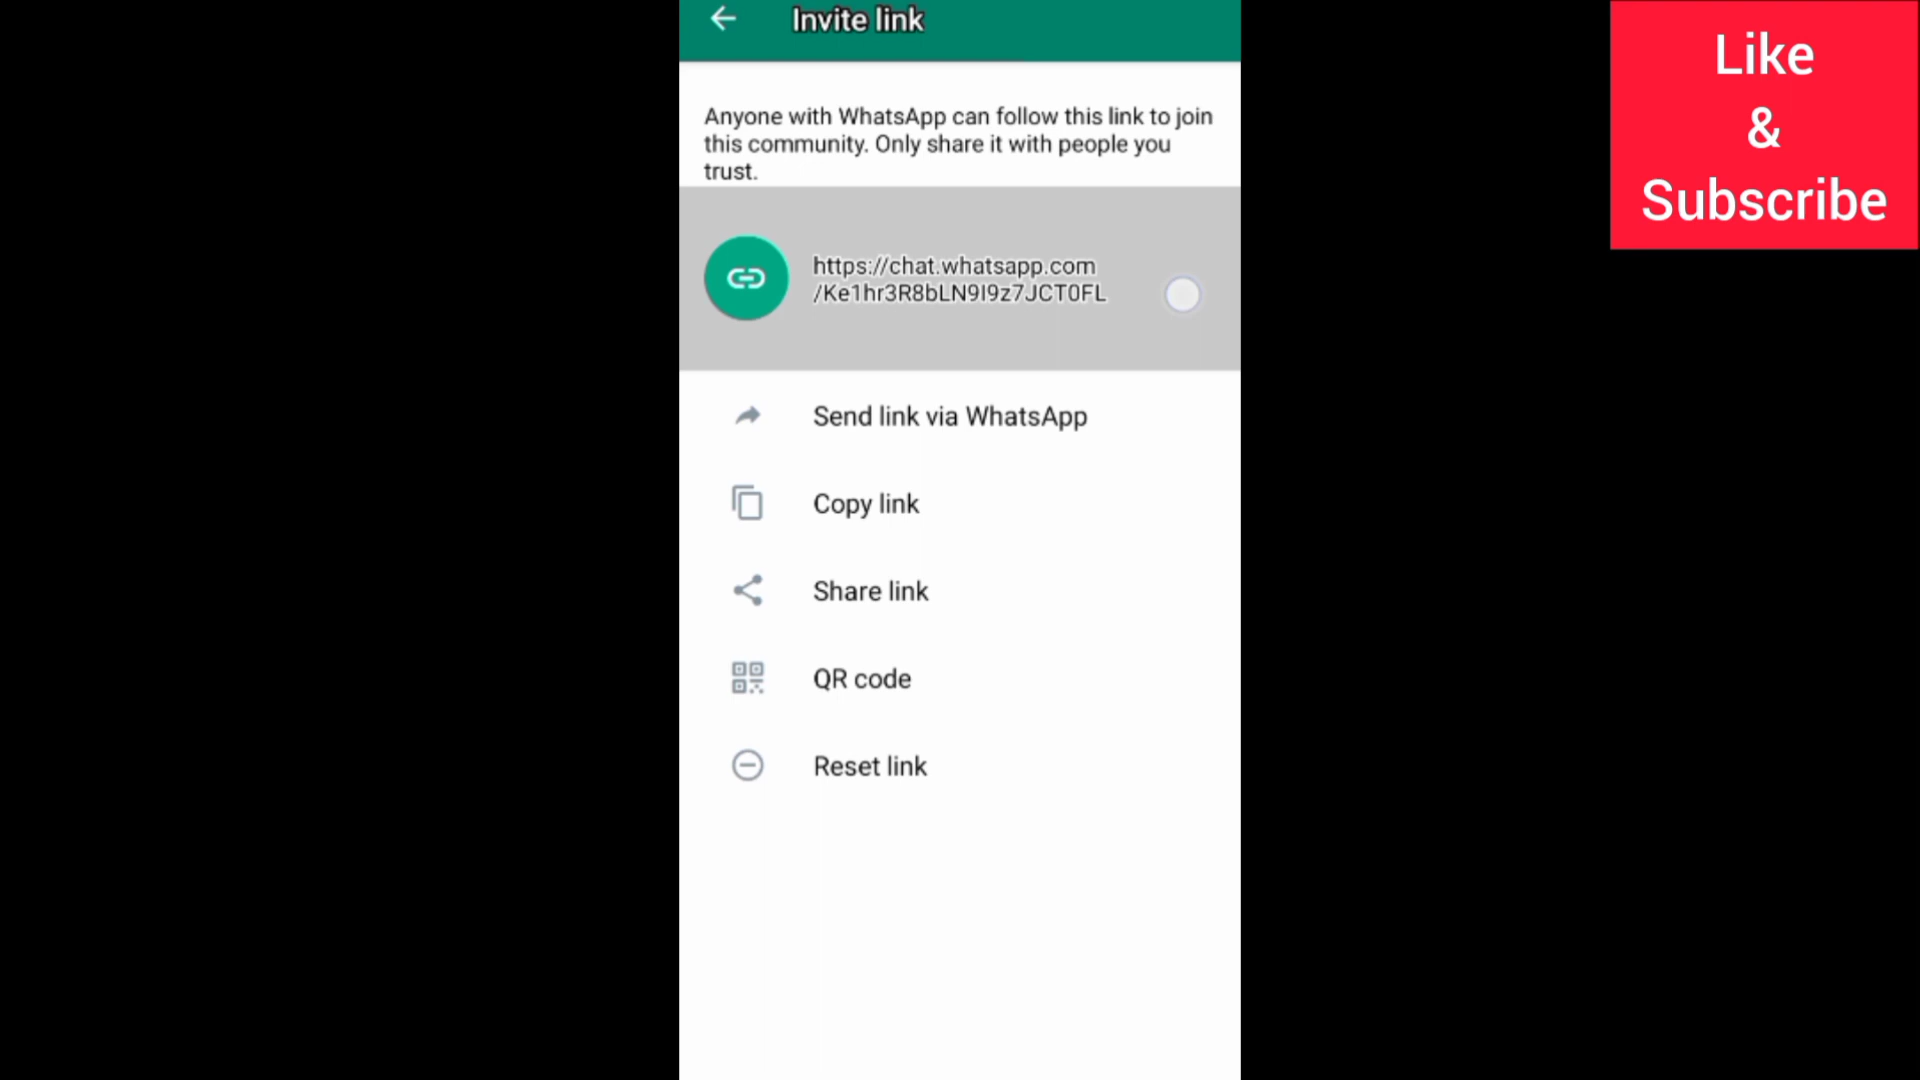 Invite link
Like
&
Subscribe
Anyone with WhatsApp can follow this link to join
this community. Only share it with people you
trust.
https://chat.whatsapp.com
/Ke1hr3R8bLN9I9z7JCT0FL
Send link via WhatsApp
Copy link
Share link
QR code
Reset link